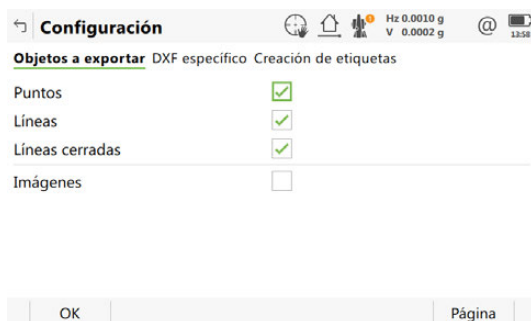 Configuración
Hz 0.0010 g
V 0.0002 g
@
13:58
Objetos a exportar DXF específico Creación de etiquetas
Puntos
Líneas
Líneas cerradas
Imágenes
OK Página